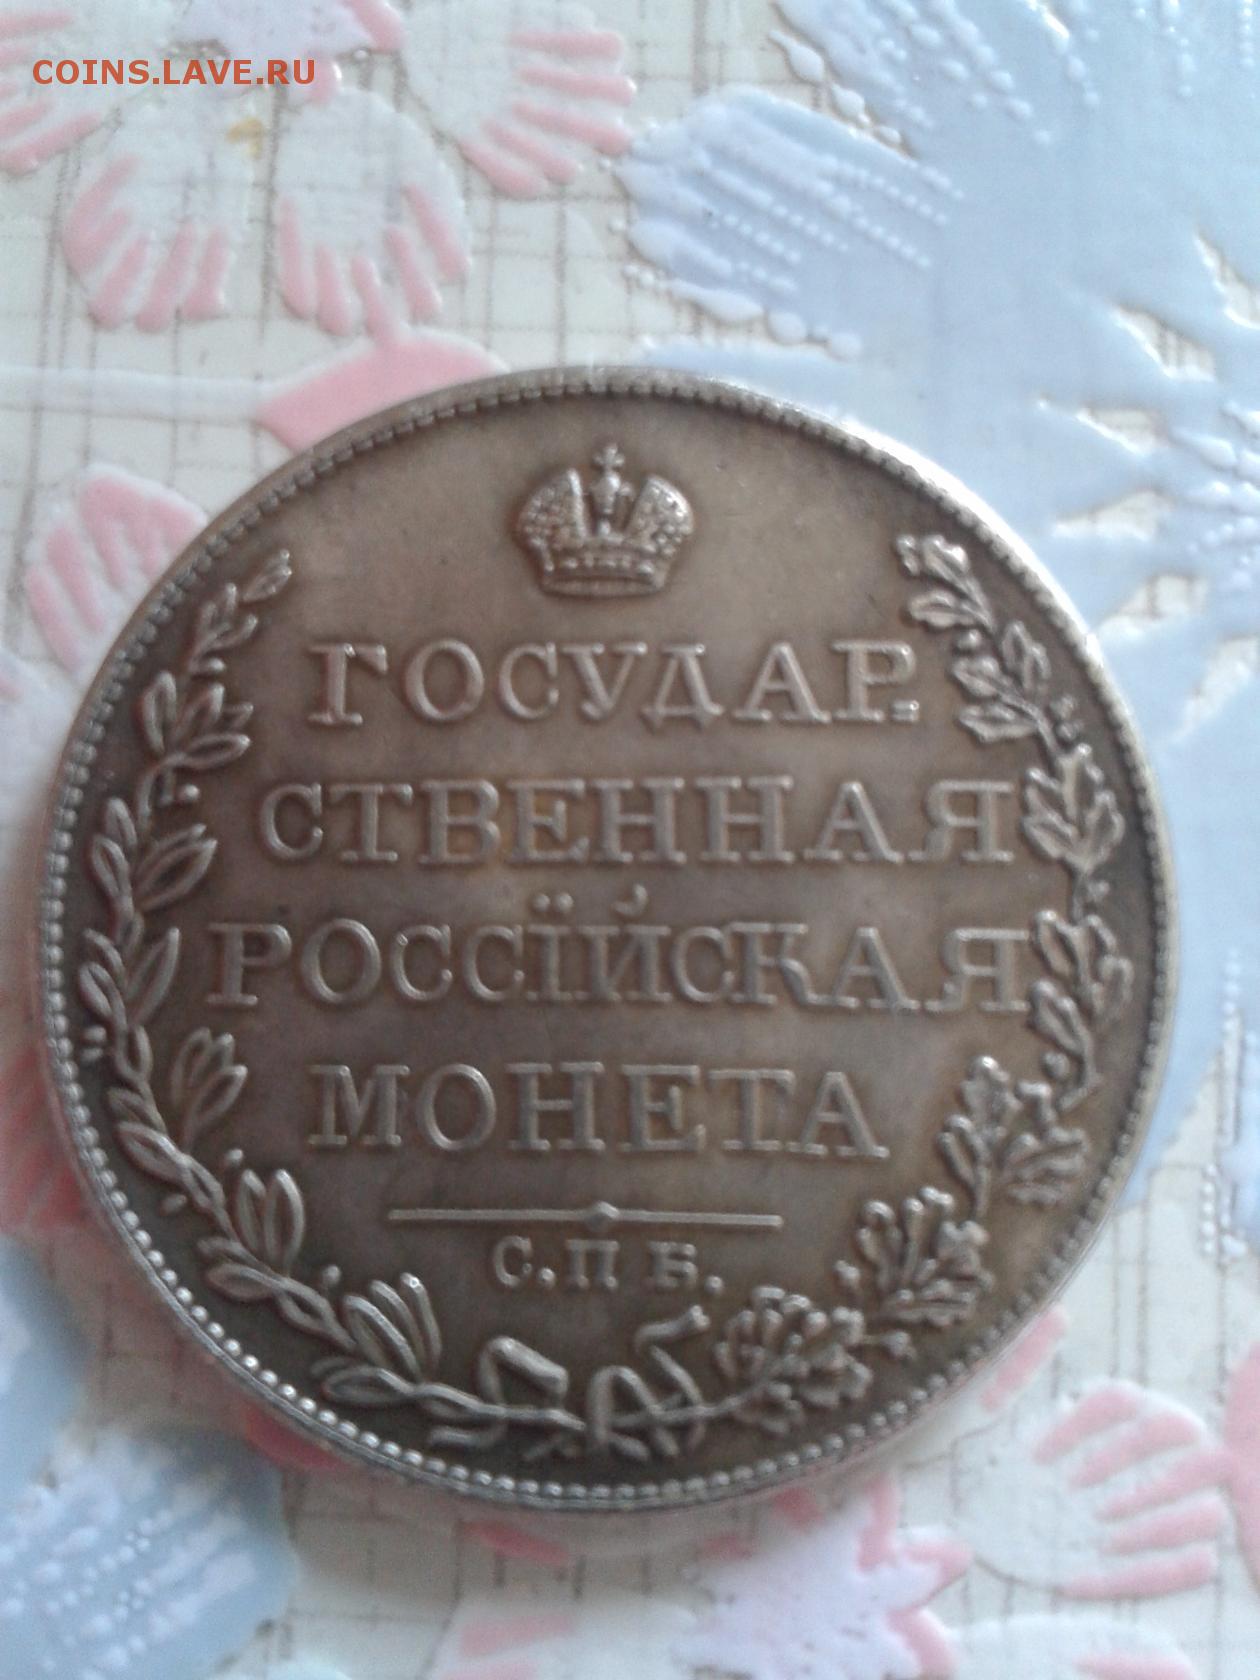 COINS.LAVE.RU
ГОСУДАР.
СТВЕННАЯ
РОССІЙСКАЯ
МОНЕТА
С.П Б.